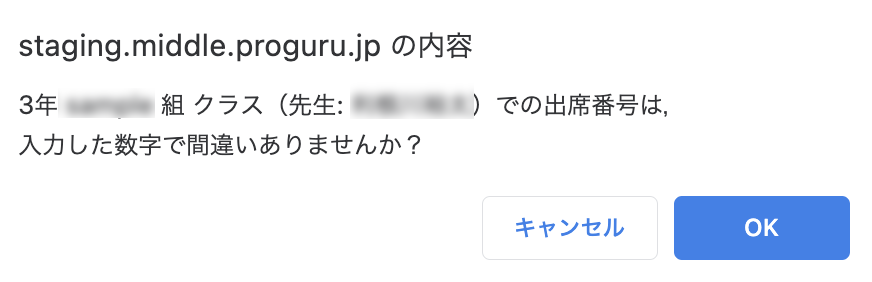 staging.middle.proguru.jp の内容
3年 sample 組 クラス（先生: ）での出席番号は,
入力した数字で間違いありませんか？
キャンセル
OK